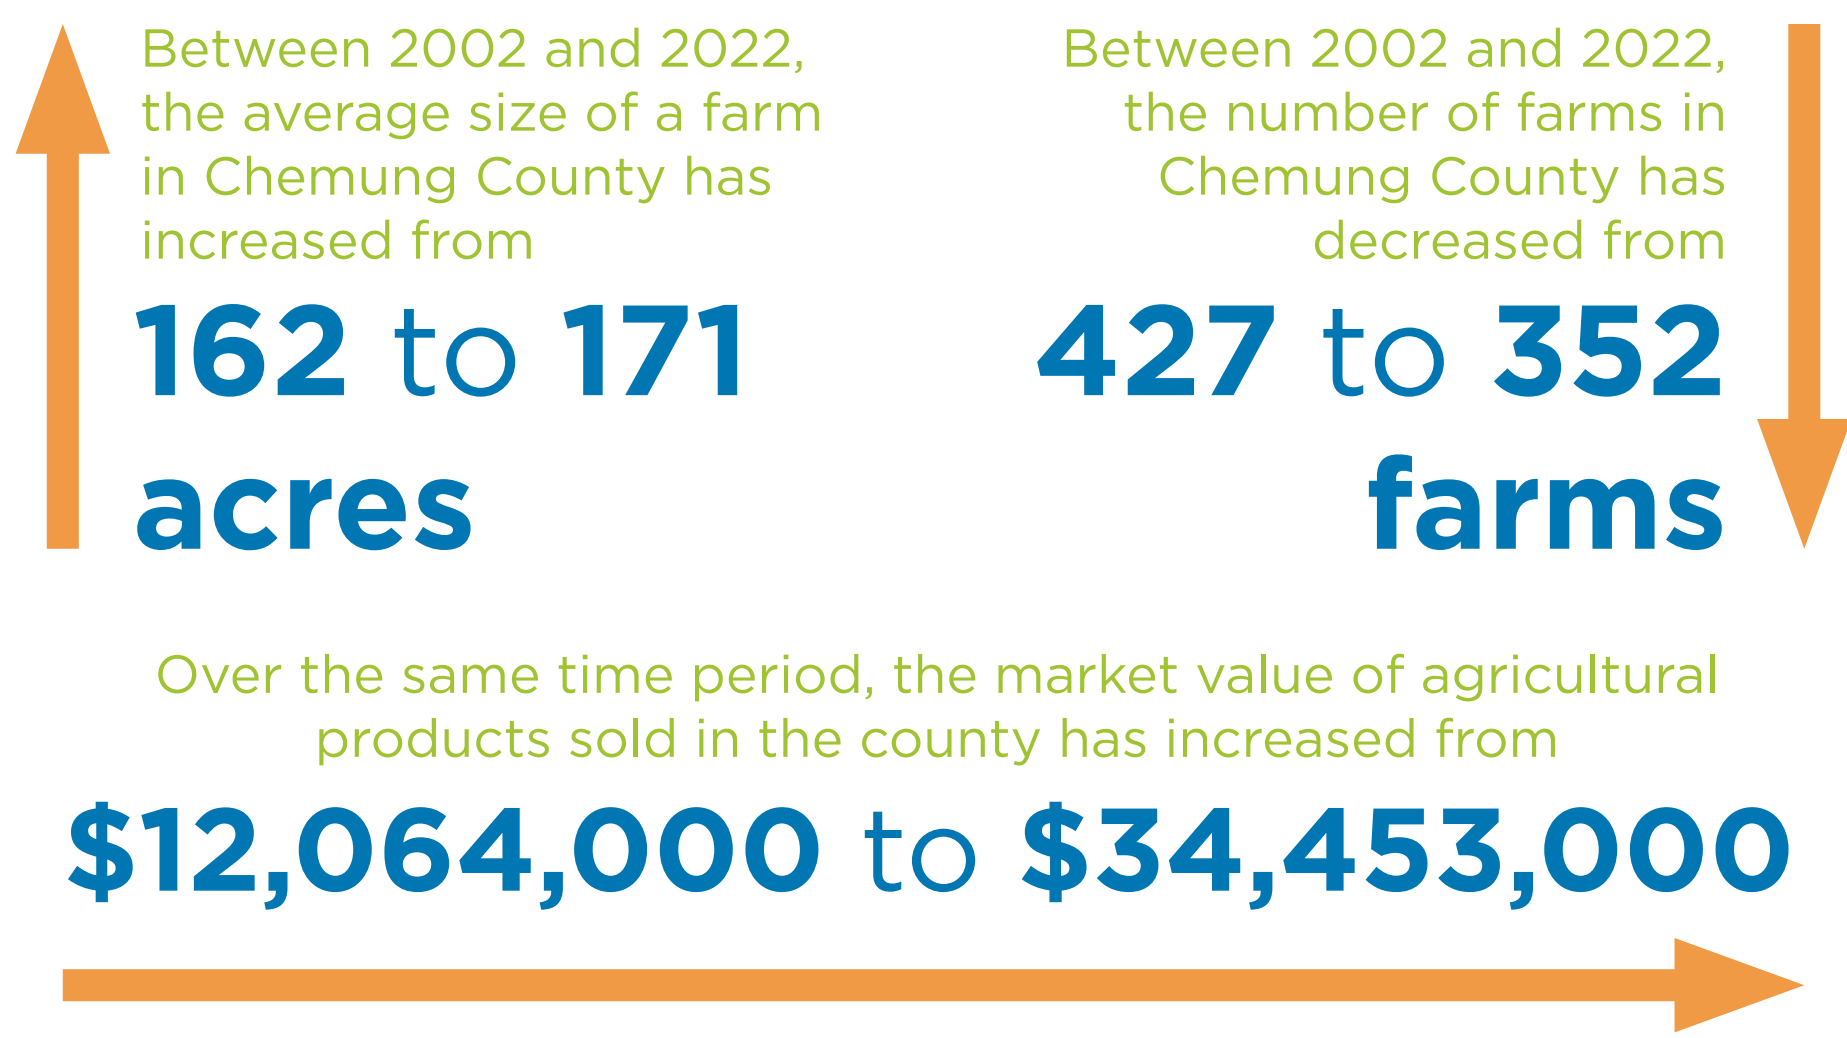 Between 2002 and 2022,
the average size of a farm
in Chemung County has
increased from
162 to 171
acres
Between 2002 and 2022,
the number of farms in
Chemung County has
decreased from
427 to 352
farms
Over the same time period, the market value of agricultural
products sold in the county has increased from
$12,064,000 to $34,453,000